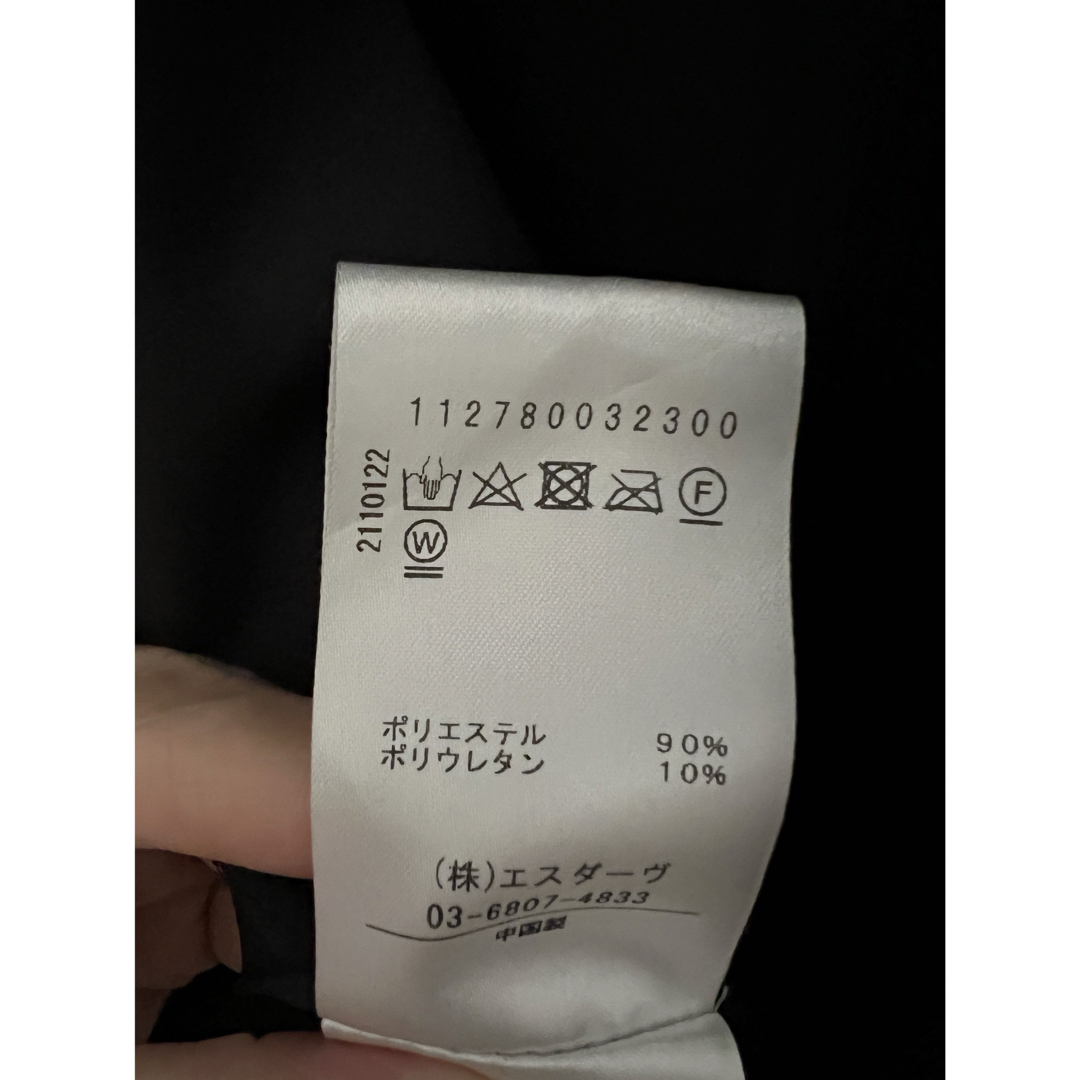 112780032300
2110122
F
W
ポリエステル 90%
ポリウレタン 10%
(株)エスダーヴ
03-6807-4833
中国製